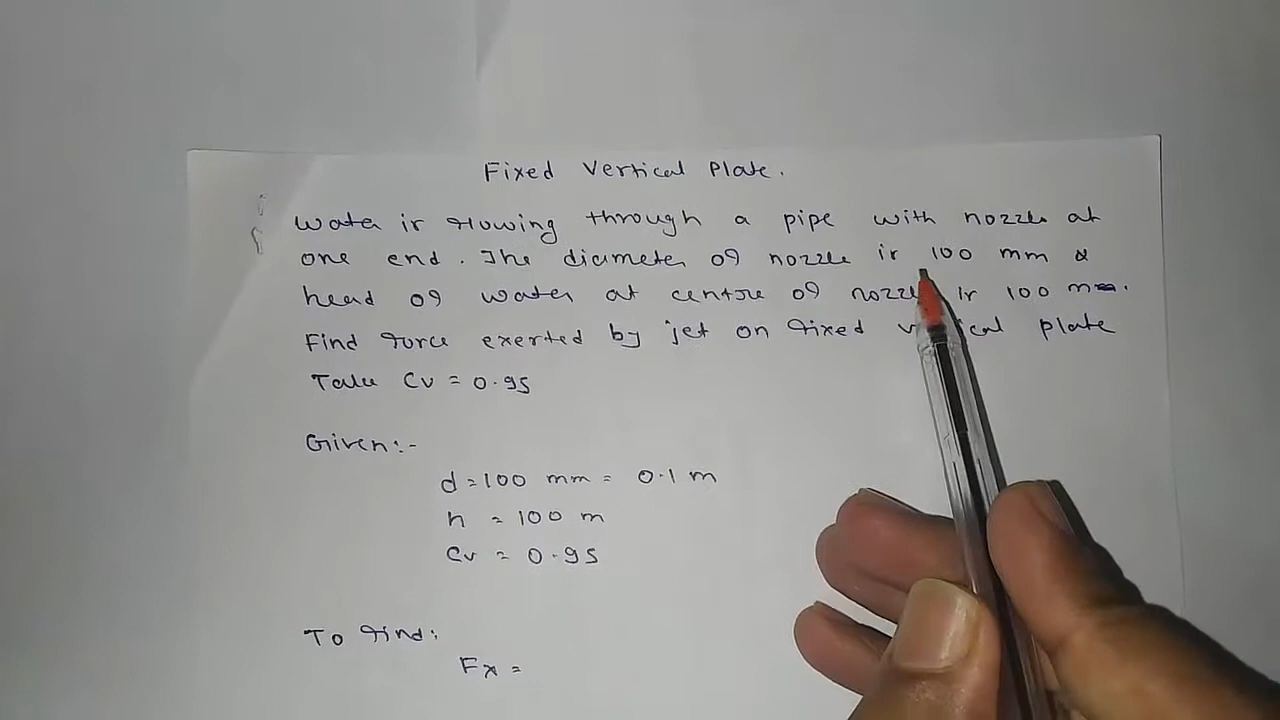 Fixed Vertical Plate.
Water is flowing through a pipe with nozzle at
one end. The diameter of nozzle is 100 mm &
head of water at centre of nozzle is 100 m.
Find force exerted by jet on fixed vertical plate
Take Cv = 0.95
Given:-
d = 100 mm = 0.1 m
h = 100 m
Cv = 0.95
To find:
Fx =